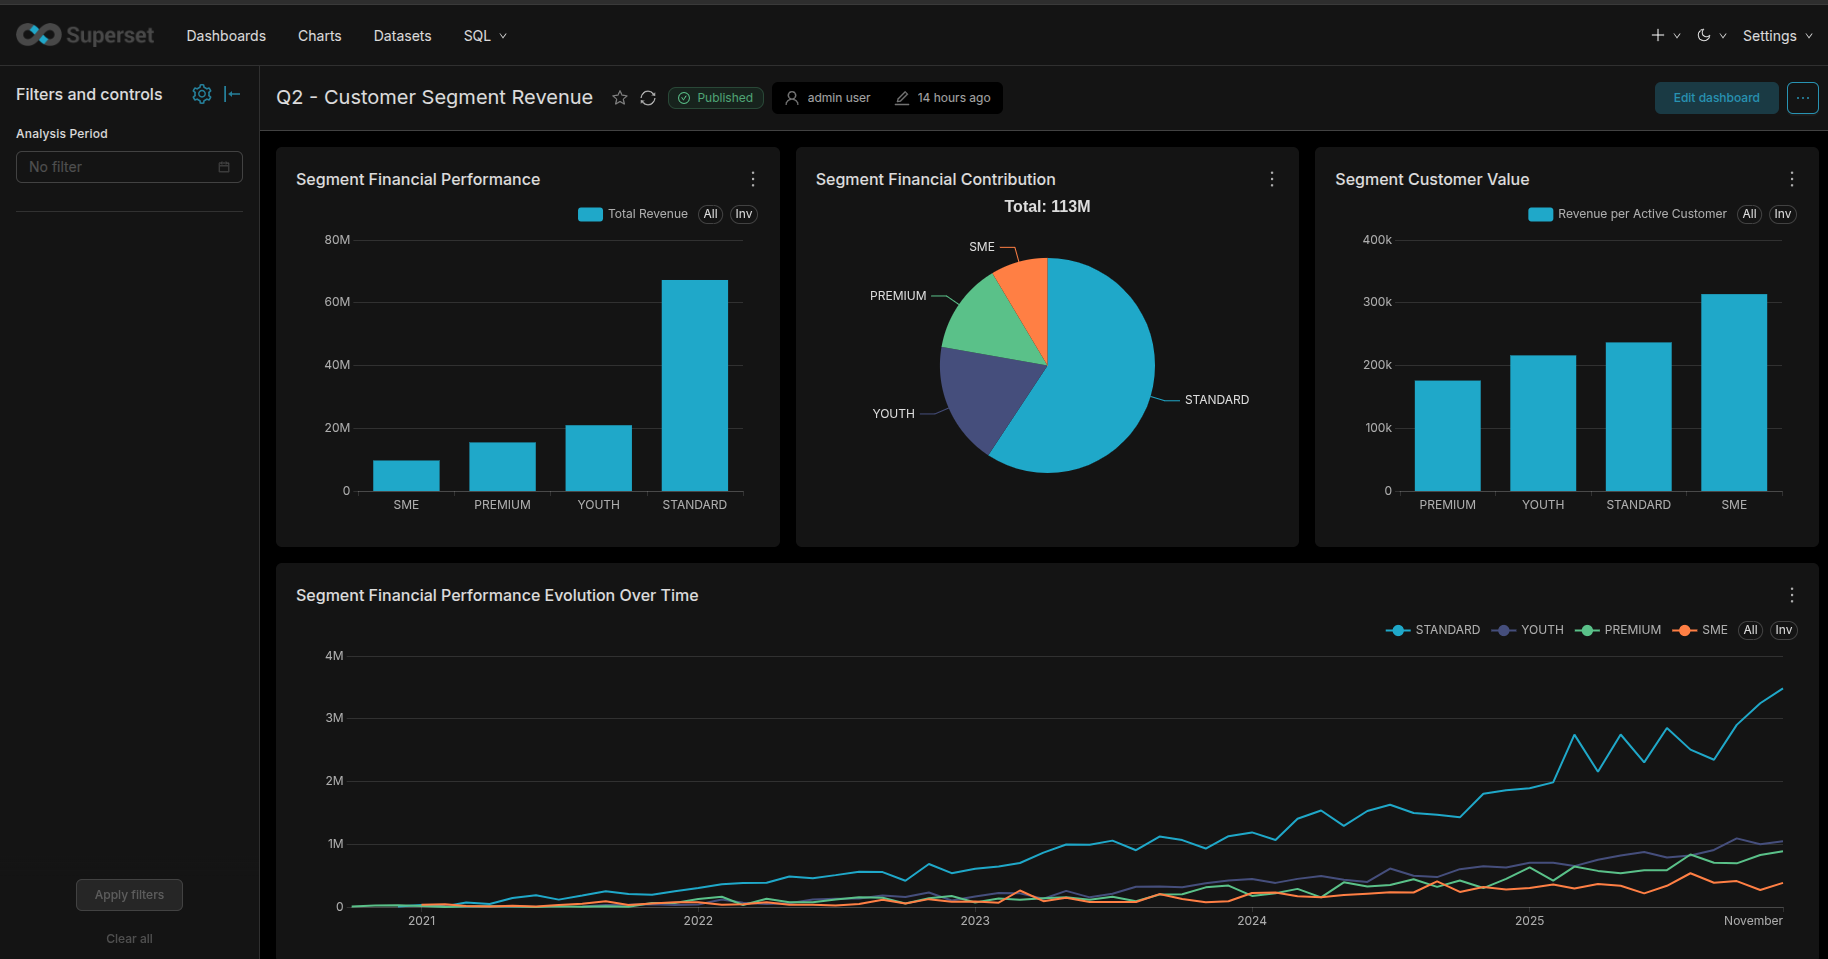 Superset Dashboards Charts Datasets SQL Settings
Filters and controls
Analysis Period
No filter
Apply filters
Clear all
Q2 - Customer Segment Revenue Published admin user 14 hours ago Edit dashboard
Segment Financial Performance
Total Revenue All Inv
80M
60M
40M
20M
0
SME PREMIUM YOUTH STANDARD
Segment Financial Contribution
Total: 113M
SME
PREMIUM
STANDARD
YOUTH
Segment Customer Value
Revenue per Active Customer All Inv
400k
300k
200k
100k
0
PREMIUM YOUTH STANDARD SME
Segment Financial Performance Evolution Over Time
STANDARD YOUTH PREMIUM SME All Inv
4M
3M
2M
1M
0
2021 2022 2023 2024 2025 November